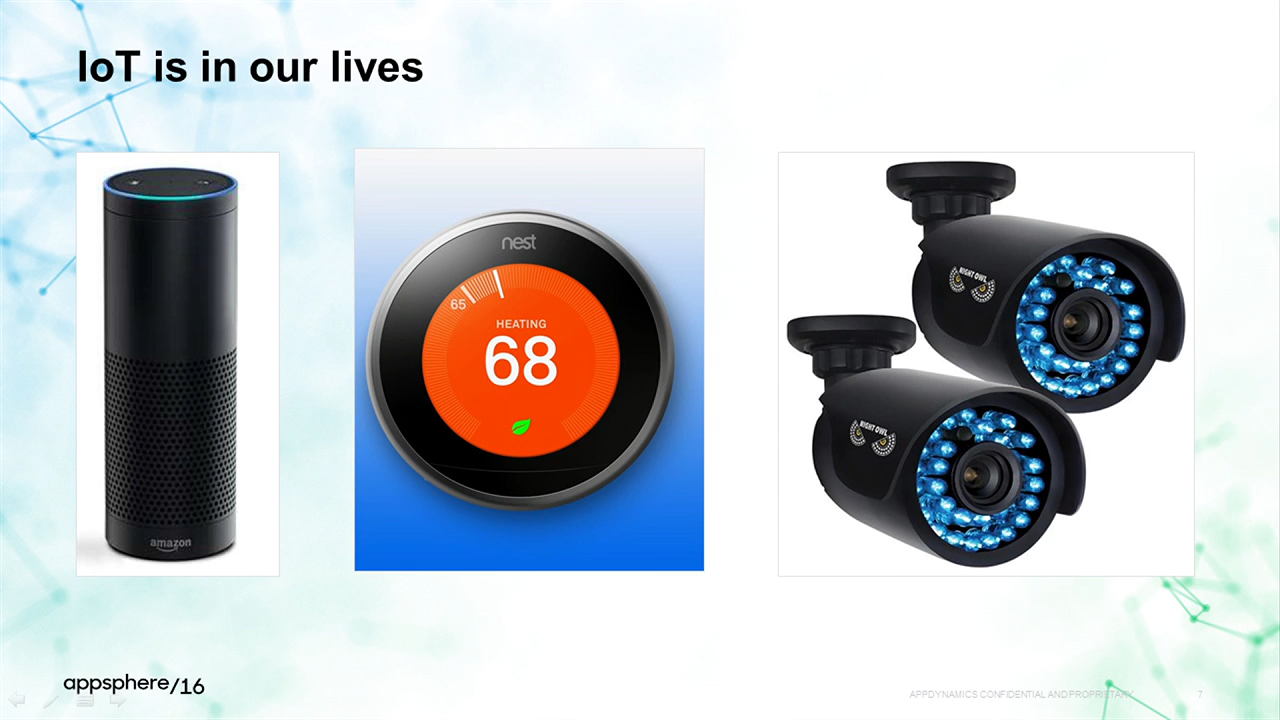 IoT is in our lives
amazon
nest
65
HEATING
68
NIGHT OWL
NIGHT OWL
appsphere/16
APPDYNAMICS CONFIDENTIAL AND PROPRIETARY
7